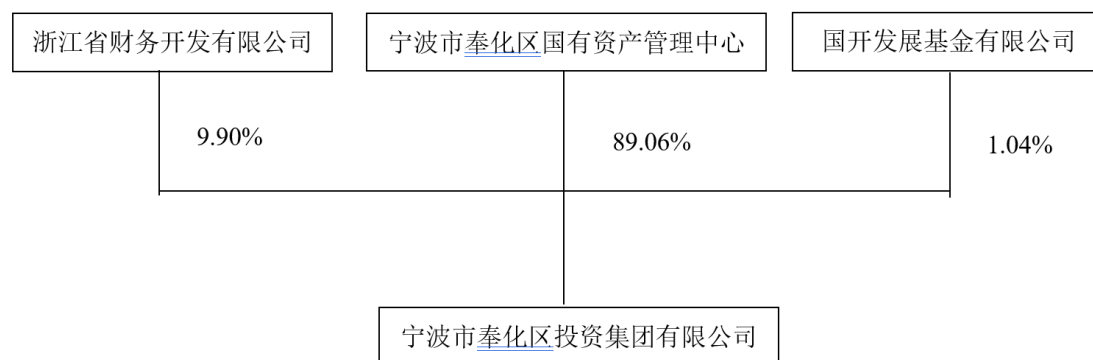 浙江省财务开发有限公司
宁波市奉化区国有资产管理中心
国开发展基金有限公司
9.90%
89.06%
1.04%
宁波市奉化区投资集团有限公司